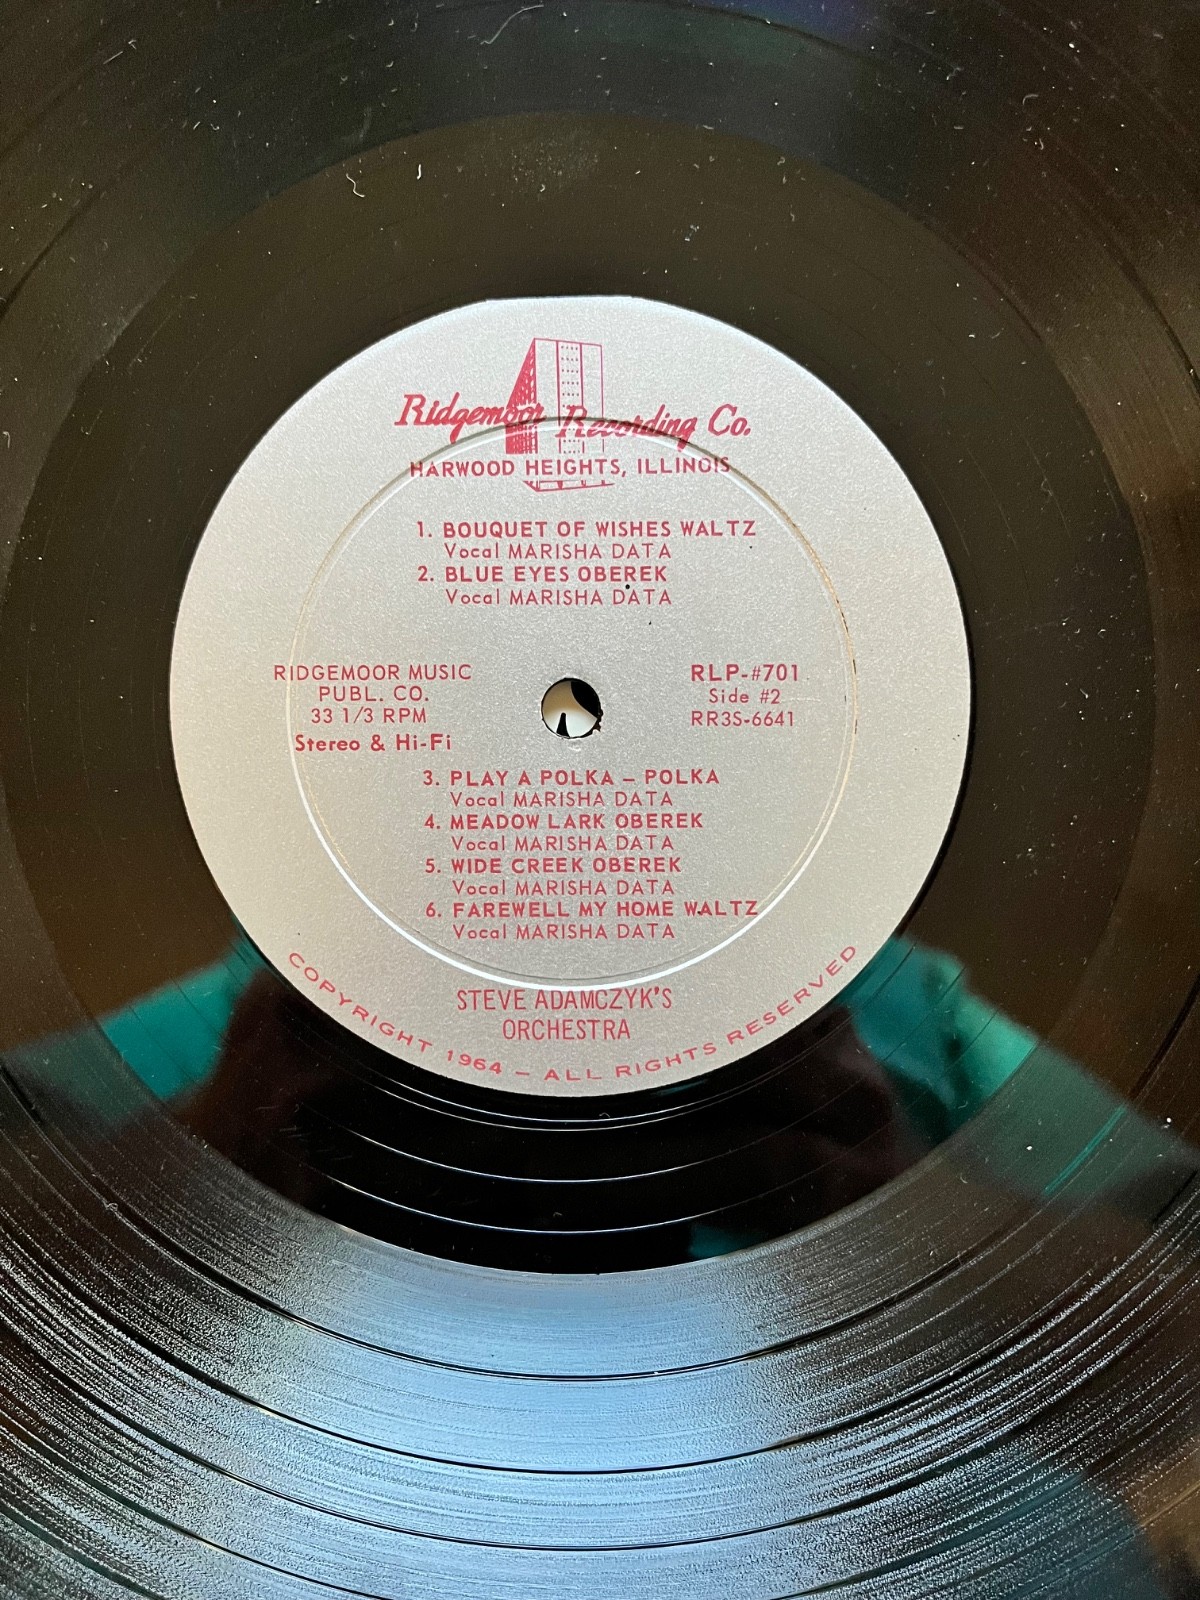 Ridgemoor Recording Co.
HARWOOD HEIGHTS, ILLINOIS
1. BOUQUET OF WISHES WALTZ
Vocal MARISHA DATA
2. BLUE EYES OBEREK
Vocal MARISHA DATA
RIDGEMOOR MUSIC
PUBL. CO.
33 1/3 RPM
Stereo & Hi-Fi
RLP-#701
Side #2
RR3S-6641
3. PLAY A POLKA – POLKA
Vocal MARISHA DATA
4. MEADOW LARK OBEREK
Vocal MARISHA DATA
5. WIDE CREEK OBEREK
Vocal MARISHA DATA
6. FAREWELL MY HOME WALTZ
Vocal MARISHA DATA
STEVE ADAMCZYK'S
ORCHESTRA
COPYRIGHT 1964 – ALL RIGHTS RESERVED